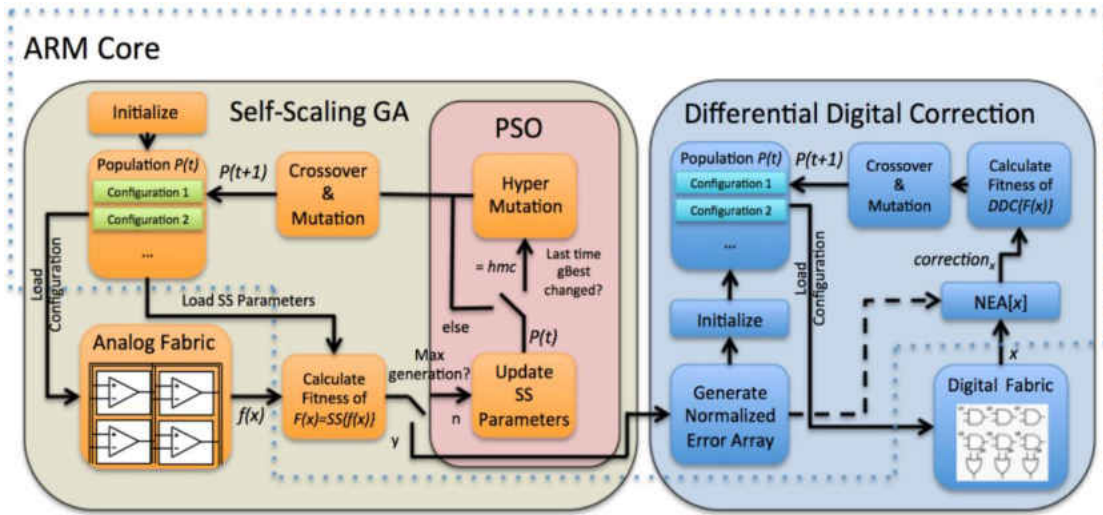 ARM Core
Self-Scaling GA
Initialize
Population P(t)
Configuration 1
Configuration 2
...
P(t+1)
Crossover
&
Mutation
Load
Configuration
Load SS Parameters
Analog Fabric
f(x)
Calculate
Fitness of
F(x)=SS{f(x)}
Max
generation?
n
y
PSO
Hyper
Mutation
= hmc
Last time
gBest
changed?
else
P(t)
Update
SS
Parameters
Differential Digital Correction
Population P(t)
Configuration 1
Configuration 2
...
P(t+1)
Crossover
&
Mutation
Calculate
Fitness of
DDC{F(x)}
Load
Configuration
correctionx
NEA[x]
x
Initialize
Generate
Normalized
Error Array
Digital Fabric